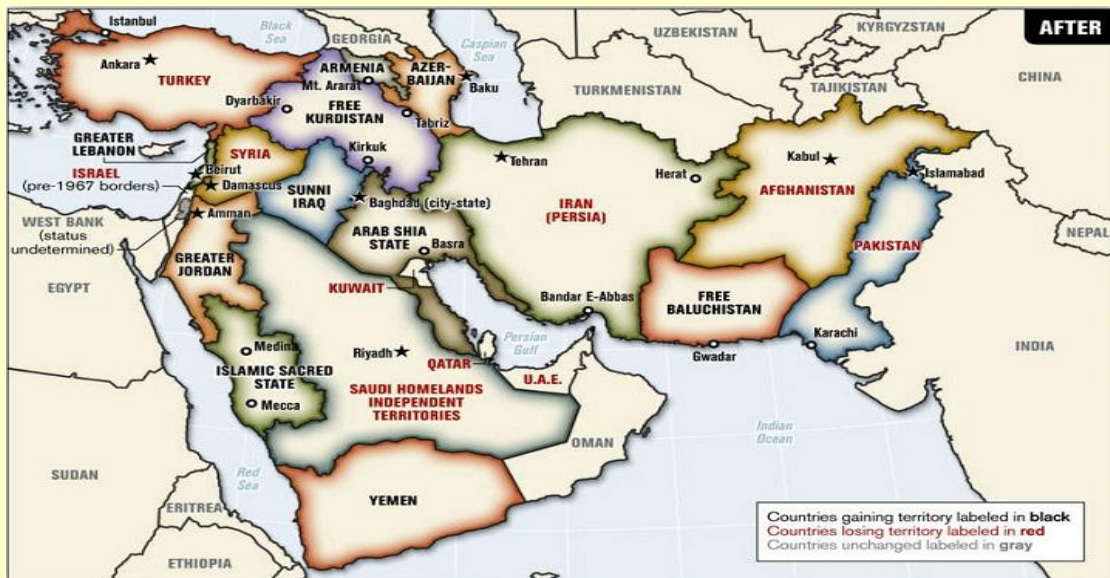 AFTER
Istanbul
Black
Sea
GEORGIA
Caspian
Sea
UZBEKISTAN
KYRGYZSTAN
Ankara
TURKEY
ARMENIA
Mt. Ararat
AZER-
BAIJAN
Baku
TURKMENISTAN
TAJIKISTAN
CHINA
Dyarbakir
FREE
KURDISTAN
Tabriz
GREATER
LEBANON
SYRIA
Kirkuk
Tehran
Kabul
Islamabad
ISRAEL
(pre-1967 borders)
Beirut
Damascus
SUNNI
IRAQ
Baghdad (city-state)
Herat
AFGHANISTAN
WEST BANK
(status
undetermined)
Amman
IRAN
(PERSIA)
ARAB SHIA
STATE
Basra
PAKISTAN
NEPAL
GREATER
JORDAN
EGYPT
KUWAIT
Bandar E-Abbas
FREE
BALUCHISTAN
Medina
Riyadh
Persian
Gulf
Gwadar
Karachi
INDIA
ISLAMIC SACRED
STATE
QATAR
U.A.E.
Mecca
SAUDI HOMELANDS
INDEPENDENT
TERRITORIES
OMAN
Indian
Ocean
SUDAN
Red
Sea
ERITREA
YEMEN
ETHIOPIA
Countries gaining territory labeled in black
Countries losing territory labeled in red
Countries unchanged labeled in gray